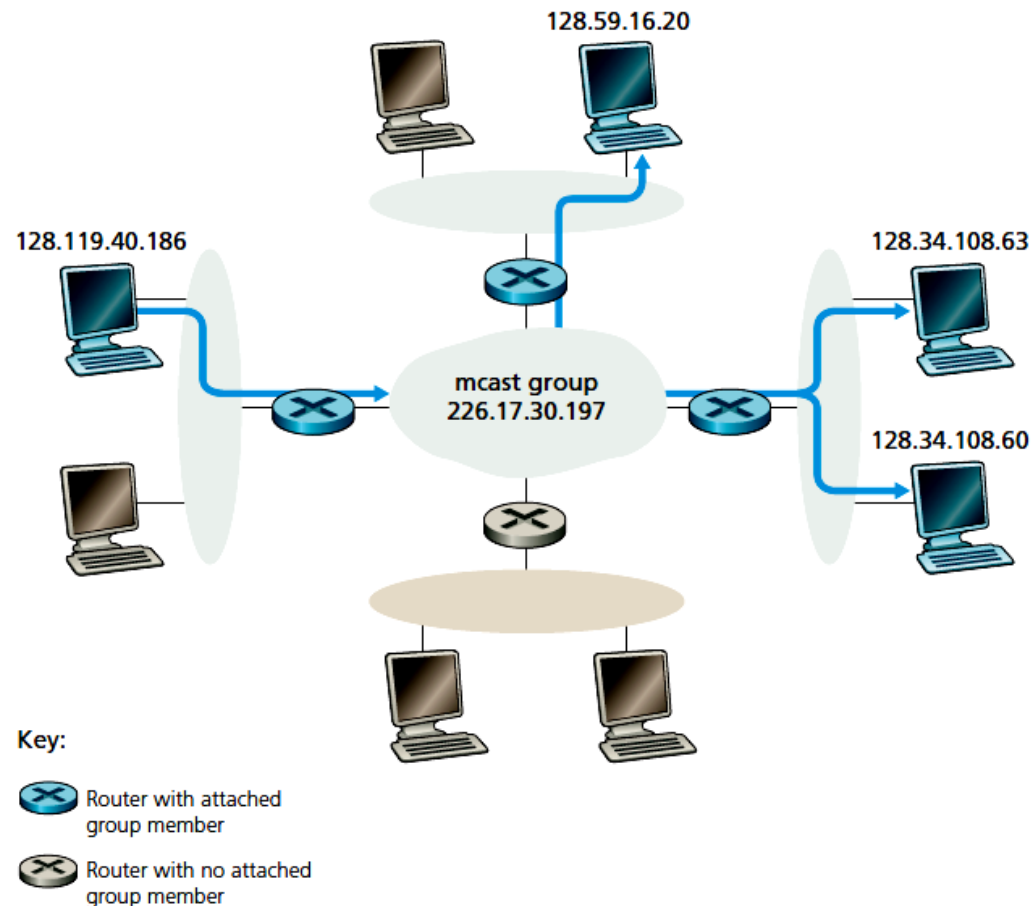 128.59.16.20
128.119.40.186
128.34.108.63
mcast group
226.17.30.197
128.34.108.60
Key:
Router with attached
group member
Router with no attached
group member